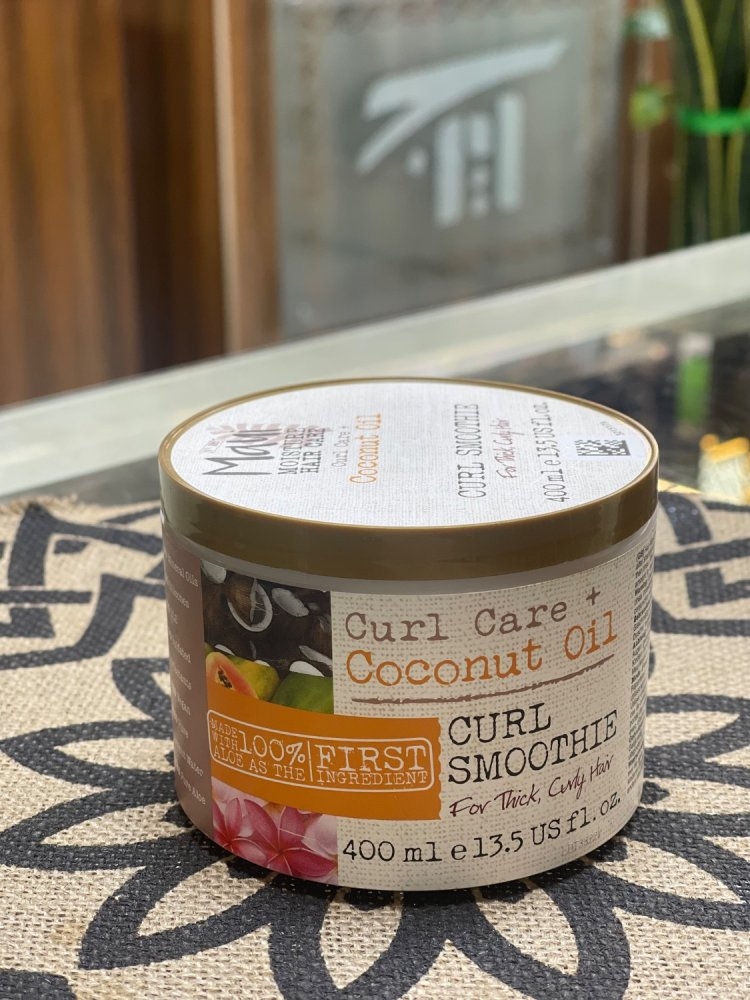 Maui
MOISTURE
HAIR CARE
Curl Care +
Coconut Oil
CURL SMOOTHIE
For Thick, Curly Hair
400 ml e 13.5 US fl. oz.
Curl Care +
Coconut Oil
MADE
WITH 100%
ALOE AS THE
FIRST
INGREDIENT
CURL
SMOOTHIE
For Thick, Curly Hair
400 ml e 13.5 US fl. oz.